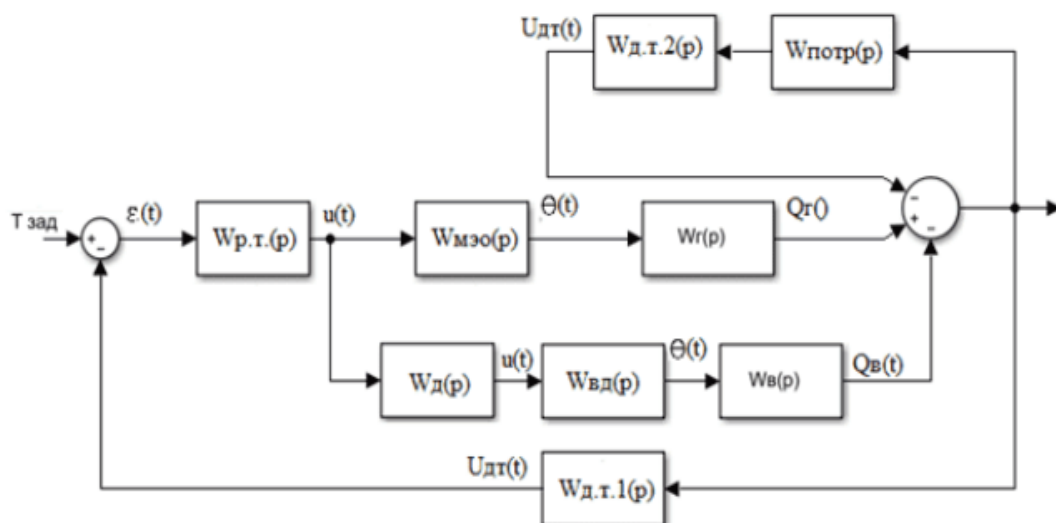 Uдт(t)
Wд.т.2(p)
Wпотр(p)
T зад
ε(t)
Wр.т.(p)
u(t)
Wмэо(p)
θ(t)
Wг(p)
Qг()
+
−
−
+
−
Wд(p)
u(t)
Wвд(p)
θ(t)
Wв(p)
Qв(t)
Uдт(t)
Wд.т.1(p)